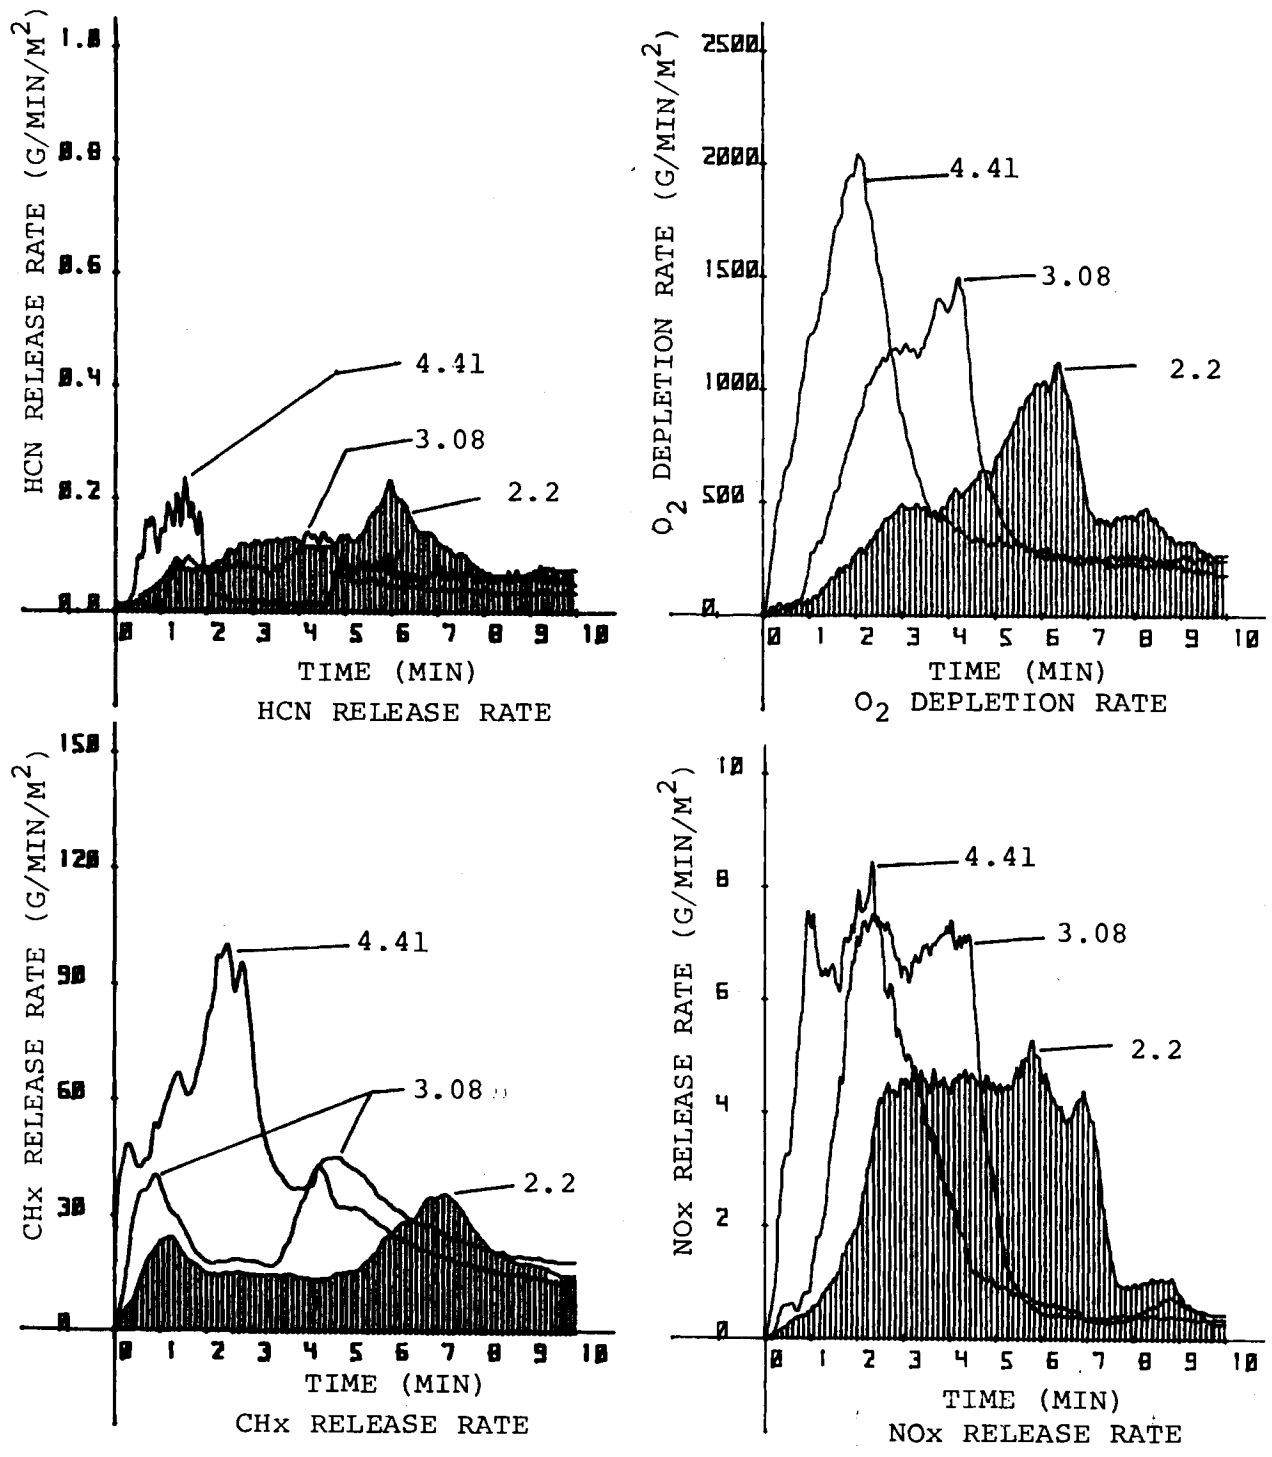 HCN RELEASE RATE (G/MIN/M²)
1.0
0.8
0.6
0.4
0.2
0.0
4.41
3.08
2.2
0 1 2 3 4 5 6 7 8 9 10
TIME (MIN)
HCN RELEASE RATE
O₂ DEPLETION RATE (G/MIN/M²)
2500
2000
1500
1000
500
0
4.41
3.08
2.2
0 1 2 3 4 5 6 7 8 9 10
TIME (MIN)
O₂ DEPLETION RATE
CHx RELEASE RATE (G/MIN/M²)
150
120
90
60
30
0
4.41
3.08
2.2
0 1 2 3 4 5 6 7 8 9 10
TIME (MIN)
CHx RELEASE RATE
NOx RELEASE RATE (G/MIN/M²)
10
8
6
4
2
0
4.41
3.08
2.2
0 1 2 3 4 5 6 7 8 9 10
TIME (MIN)
NOx RELEASE RATE